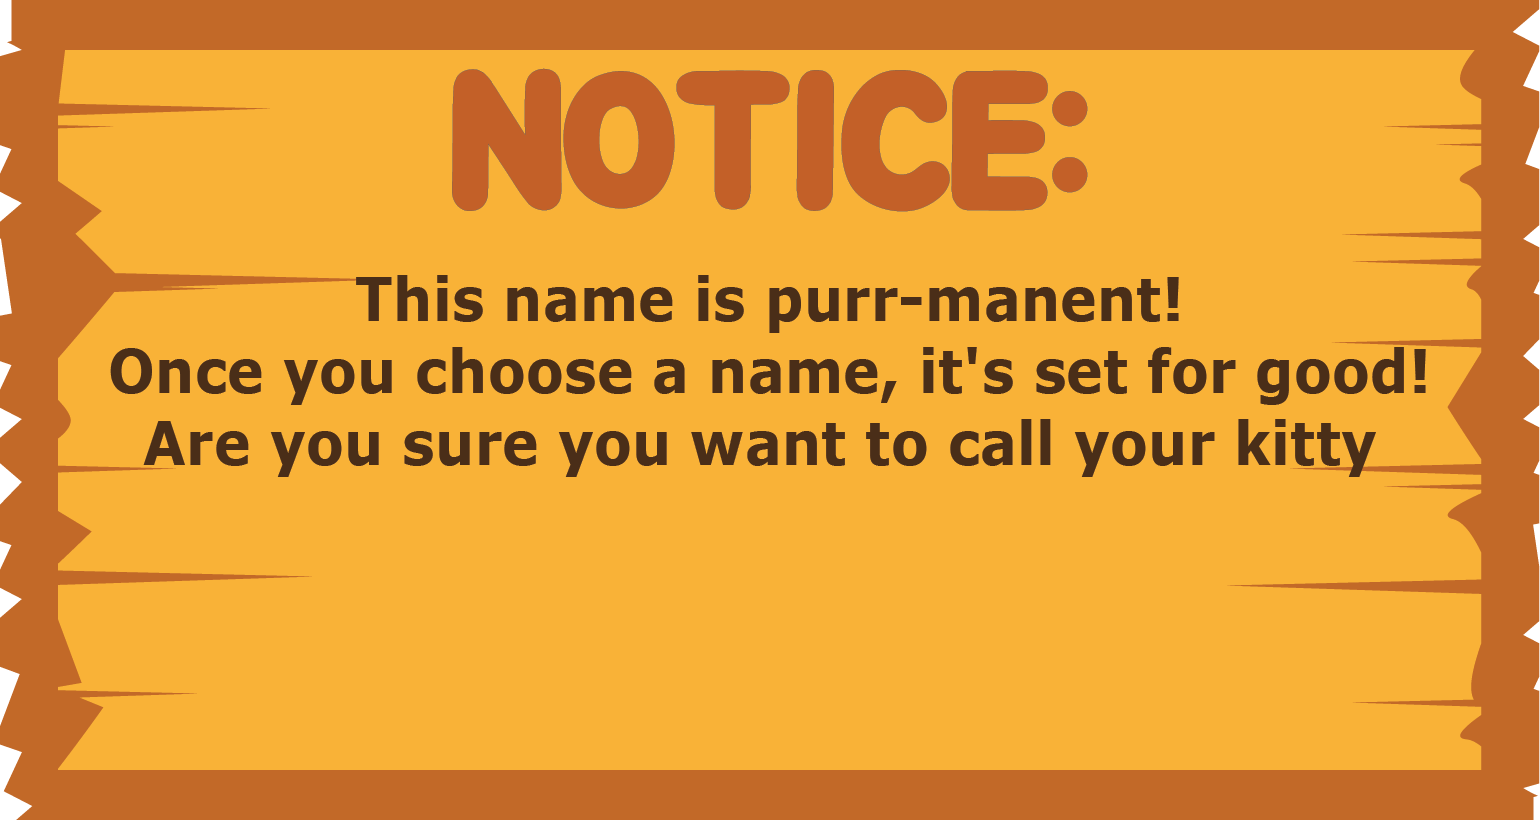 NOTICE:
This name is purr-manent!
Once you choose a name, it's set for good!
Are you sure you want to call your kitty